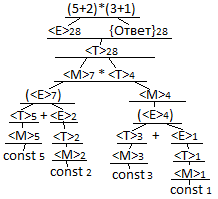 (5+2)*(3+1)
<E>28 {Ответ}28
<T>28
<M>7 * <T>4
(<E>7) <M>4
<T>5 + <E>2 (<E>4)
<M>5 <T>2 <T>3 + <E>1
const 5 <M>2 <M>3 <T>1
const 2 const 3 <M>1
const 1